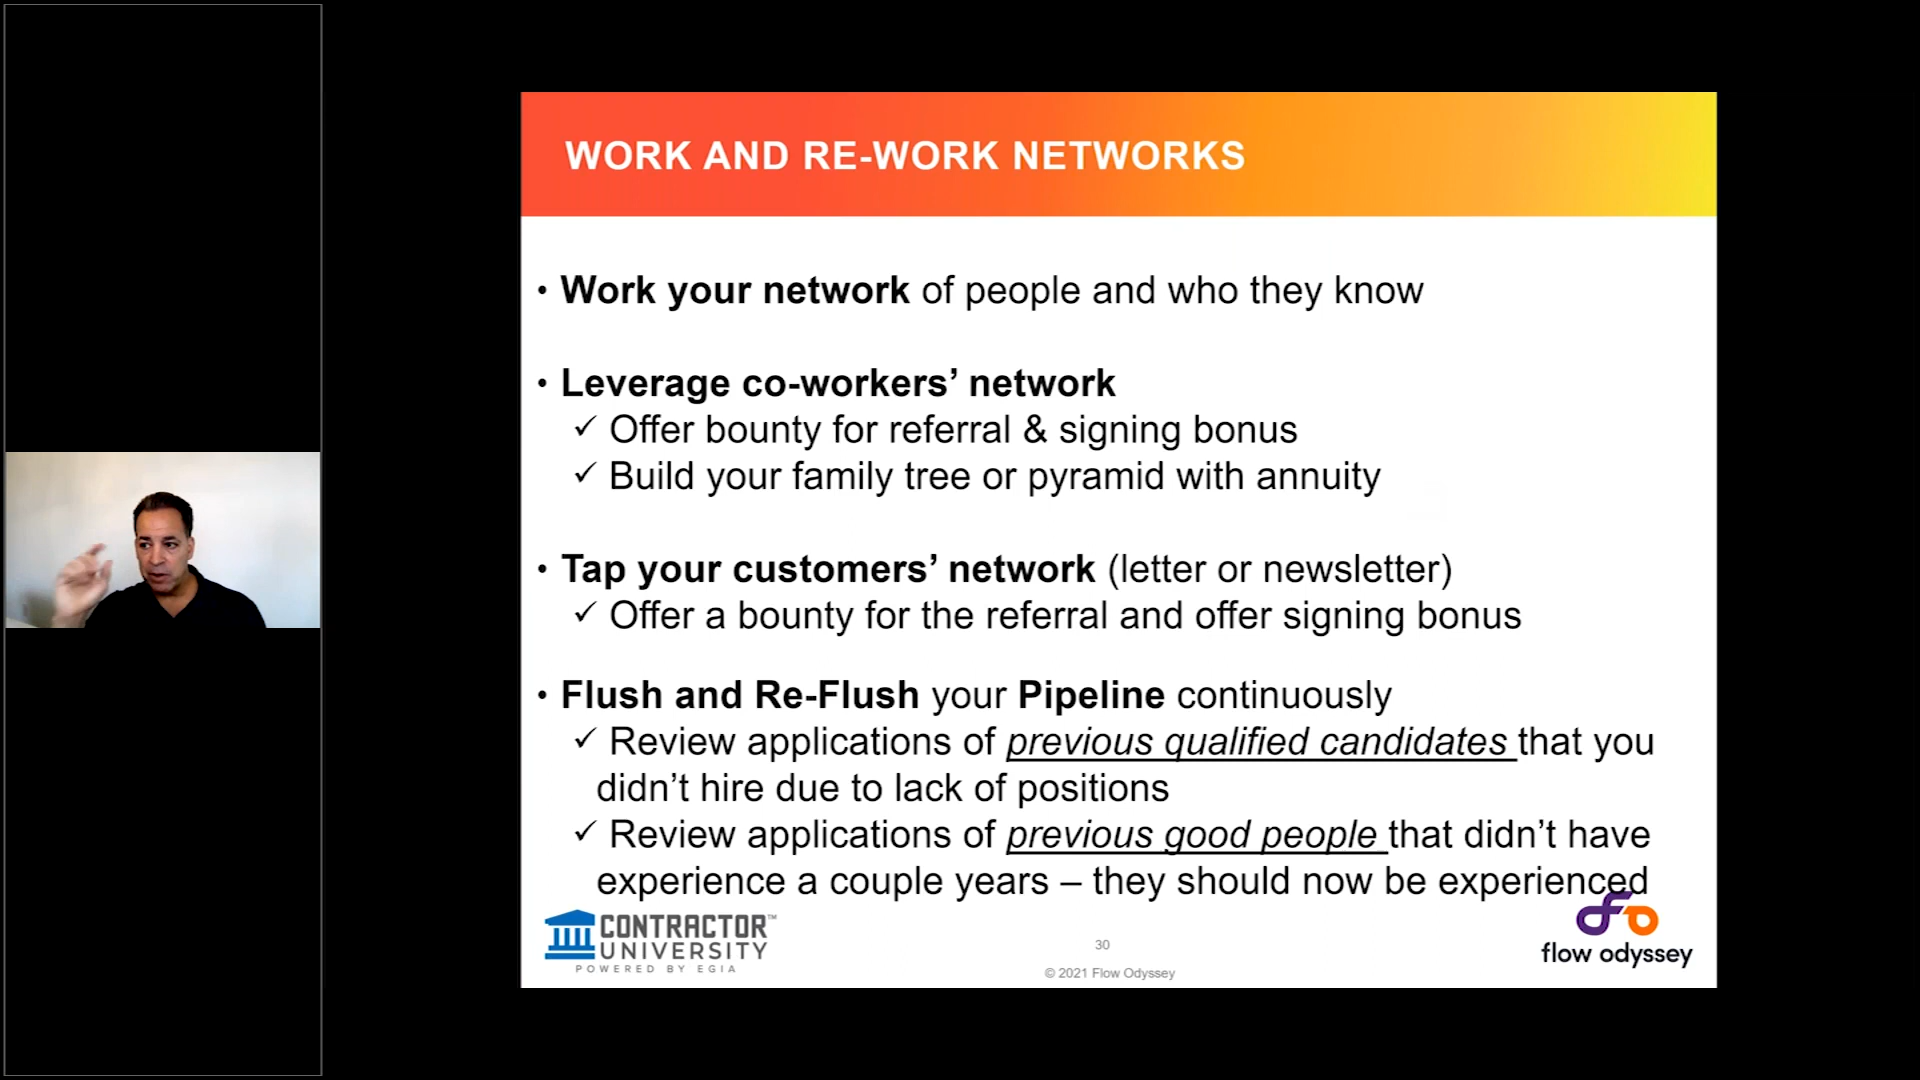 WORK AND RE-WORK NETWORKS
• Work your network of people and who they know
• Leverage co-workers’ network
✓ Offer bounty for referral & signing bonus
✓ Build your family tree or pyramid with annuity
• Tap your customers’ network (letter or newsletter)
✓ Offer a bounty for the referral and offer signing bonus
• Flush and Re-Flush your Pipeline continuously
✓ Review applications of previous qualified candidates that you
didn’t hire due to lack of positions
✓ Review applications of previous good people that didn’t have
experience a couple years – they should now be experienced
CONTRACTOR™
UNIVERSITY
POWERED BY EGIA
30
© 2021 Flow Odyssey
flow odyssey